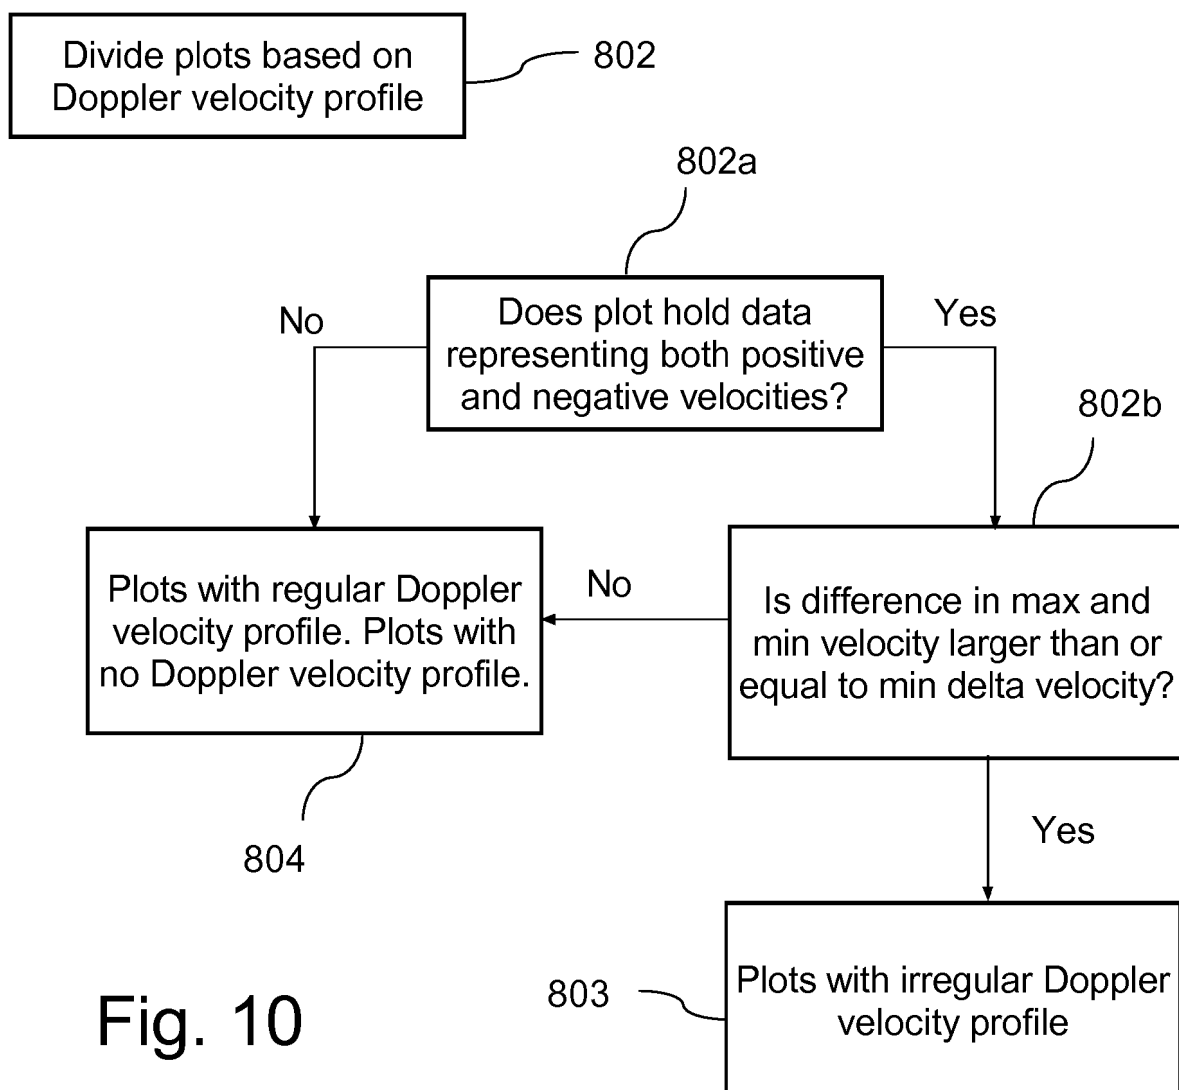 Divide plots based on
Doppler velocity profile
802
802a
Does plot hold data
representing both positive
and negative velocities?
No
Yes
802b
Plots with regular Doppler
velocity profile. Plots with
no Doppler velocity profile.
No
Is difference in max and
min velocity larger than or
equal to min delta velocity?
804
Yes
803
Plots with irregular Doppler
velocity profile
Fig. 10